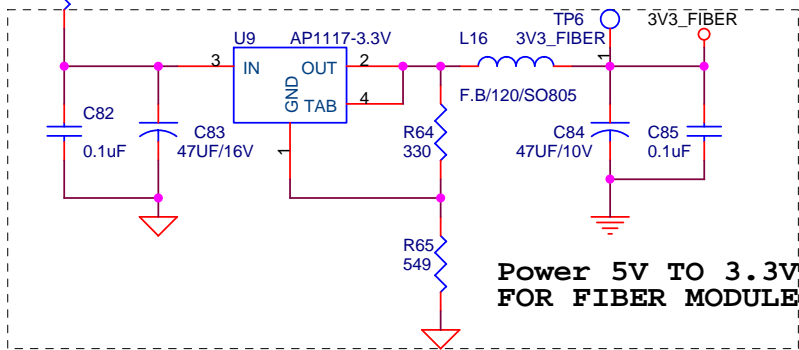 U9
AP1117-3.3V
L16
TP6
3V3_FIBER
3V3_FIBER
3
IN
OUT
2
GND
TAB
4
1
1
F.B/120/SO805
C82
0.1uF
C83
47UF/16V
R64
330
C84
47UF/10V
C85
0.1uF
R65
549
Power 5V TO 3.3V
FOR FIBER MODULE